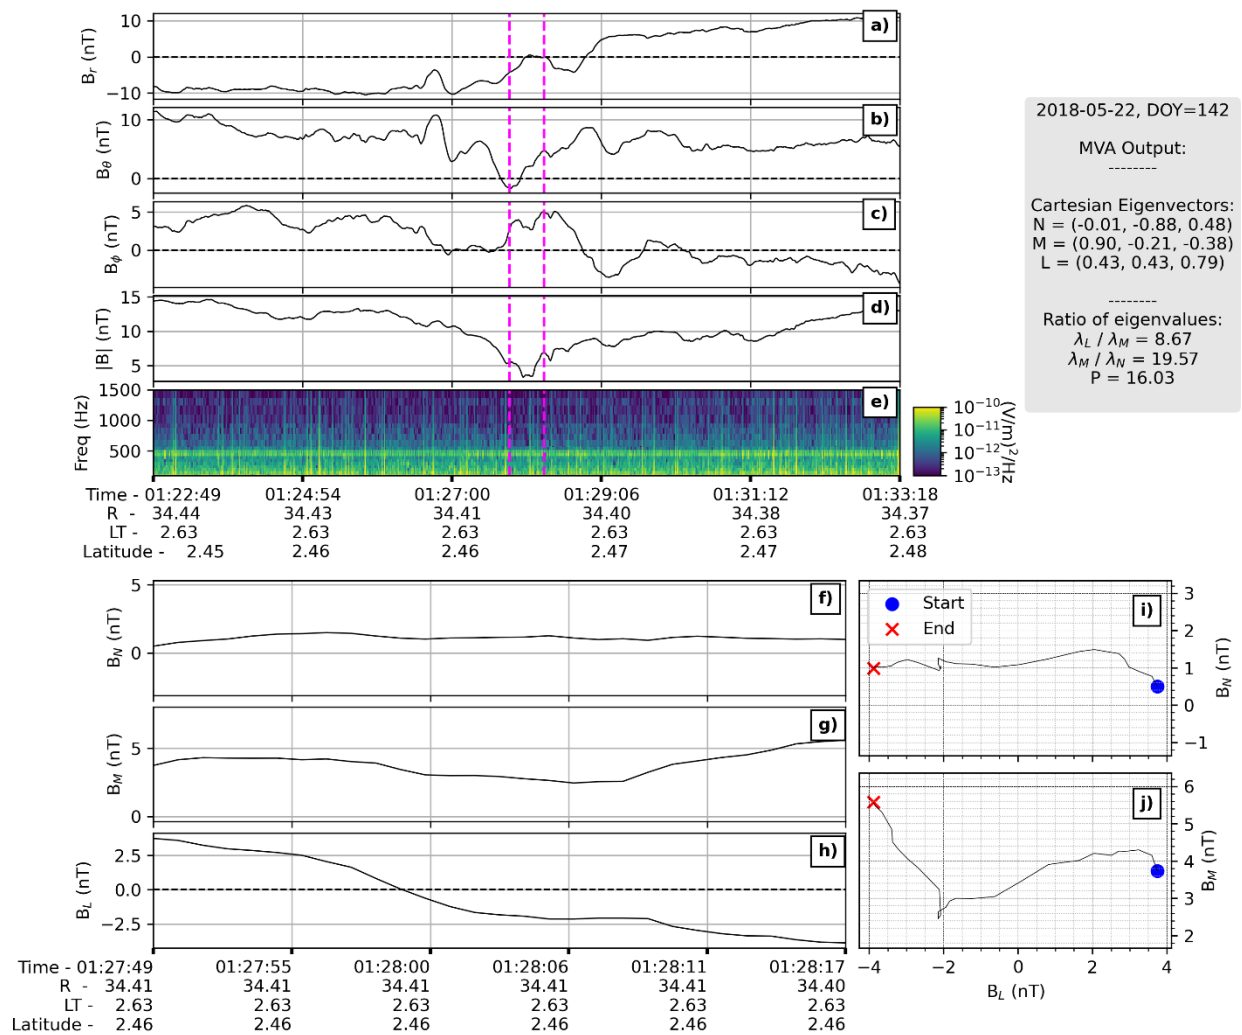 a)
10
0
−10
B_r (nT)
b)
10
0
B_θ (nT)
c)
5
0
B_ϕ (nT)
d)
15
10
5
|B| (nT)
e)
1500
1000
500
Freq (Hz)
10^−10
10^−11
10^−12
10^−13
(V/m)^2/Hz
Time - 01:22:49 01:24:54 01:27:00 01:29:06 01:31:12 01:33:18
R - 34.44 34.43 34.41 34.40 34.38 34.37
LT - 2.63 2.63 2.63 2.63 2.63 2.63
Latitude - 2.45 2.46 2.46 2.47 2.47 2.48
2018-05-22, DOY=142
MVA Output:
--------
Cartesian Eigenvectors:
N = (-0.01, -0.88, 0.48)
M = (0.90, -0.21, -0.38)
L = (0.43, 0.43, 0.79)
--------
Ratio of eigenvalues:
λ_L / λ_M = 8.67
λ_M / λ_N = 19.57
P = 16.03
f)
5
0
B_N (nT)
g)
5
0
B_M (nT)
h)
2.5
0.0
−2.5
B_L (nT)
Time - 01:27:49 01:27:55 01:28:00 01:28:06 01:28:11 01:28:17
R - 34.41 34.41 34.41 34.41 34.41 34.40
LT - 2.63 2.63 2.63 2.63 2.63 2.63
Latitude - 2.46 2.46 2.46 2.46 2.46 2.46
Start
End
i)
3
2
1
0
−1
B_N (nT)
j)
6
5
4
3
2
B_M (nT)
−4 −2 0 2 4
B_L (nT)